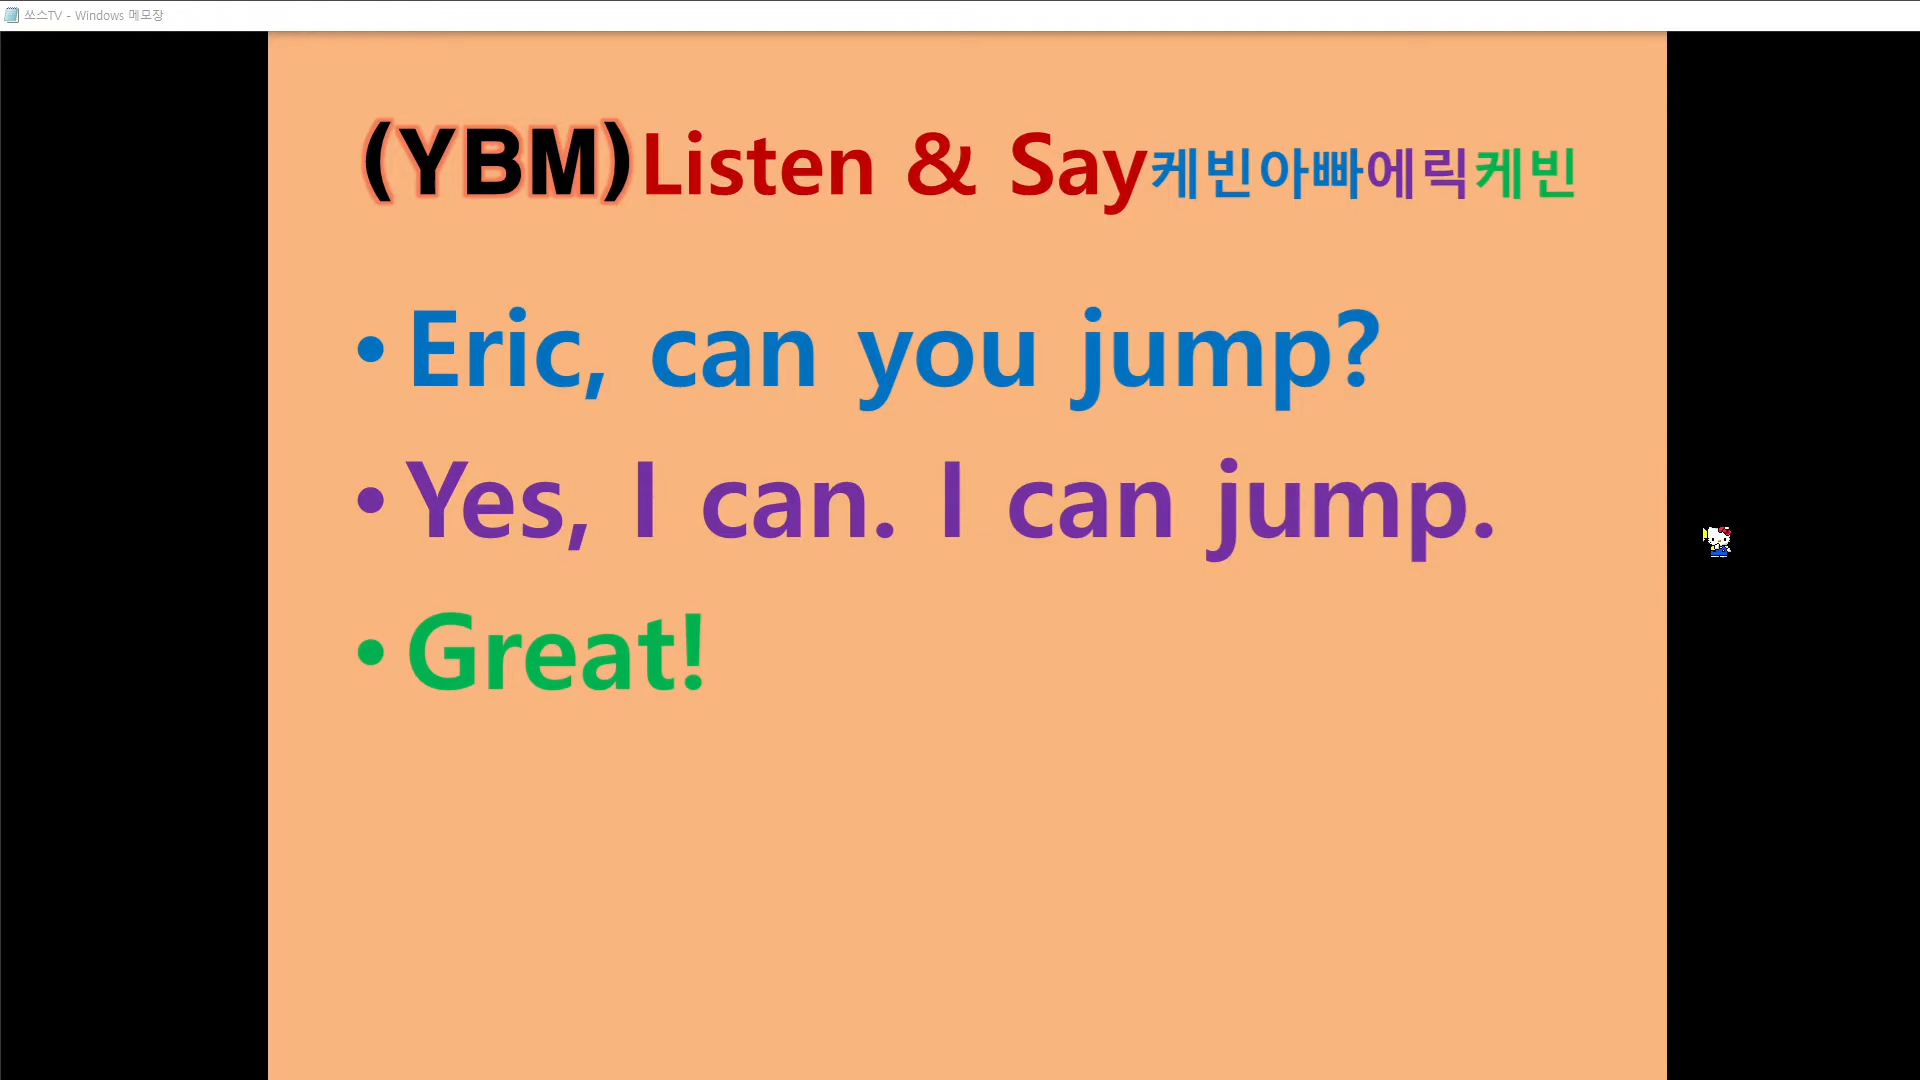 쏘스TV - Windows 메모장
(YBM)Listen & Say케빈아빠에릭케빈
• Eric, can you jump?
• Yes, I can. I can jump.
• Great!